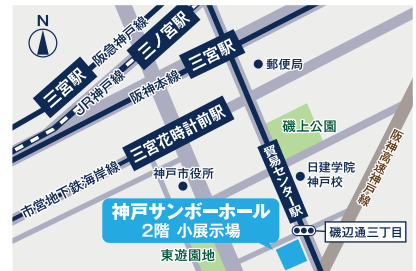 N
阪急神戸線
三宮駅
三ノ宮駅
JR神戸線
三宮駅
阪神本線
郵便局
三宮花時計前駅
磯上公園
阪神高速神戸線
市営地下鉄海岸線
神戸市役所
貿易センター駅
日建学院
神戸校
神戸サンボーホール
2階 小展示場
磯辺通三丁目
東遊園地